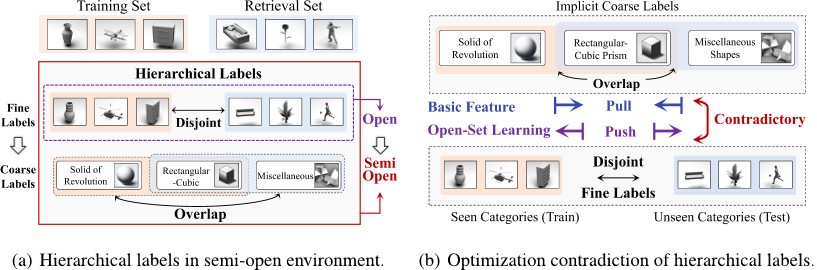 Training Set
Retrieval Set
Hierarchical Labels
Fine
Labels
Disjoint
Open
Coarse
Labels
Solid of
Revolution
Rectangular
-Cubic
Miscellaneous
Semi
Open
Overlap
(a) Hierarchical labels in semi-open environment.
Implicit Coarse Labels
Solid of
Revolution
Rectangular-
Cubic Prism
Miscellaneous
Shapes
Overlap
Basic Feature
Pull
Open-Set Learning
Push
Contradictory
Disjoint
Fine Labels
Seen Categories (Train)
Unseen Categories (Test)
(b) Optimization contradiction of hierarchical labels.